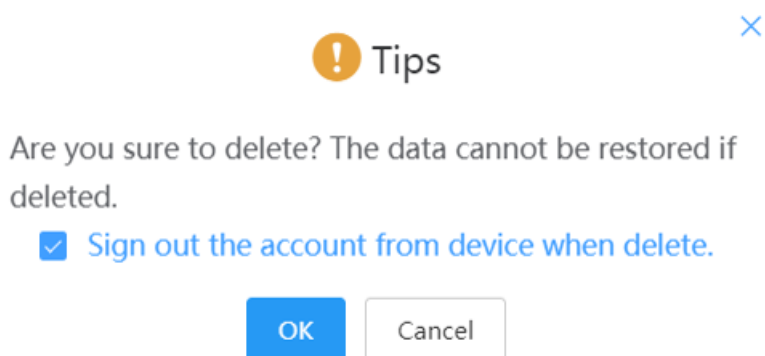 Tips
Are you sure to delete? The data cannot be restored if
deleted.
Sign out the account from device when delete.
OK
Cancel